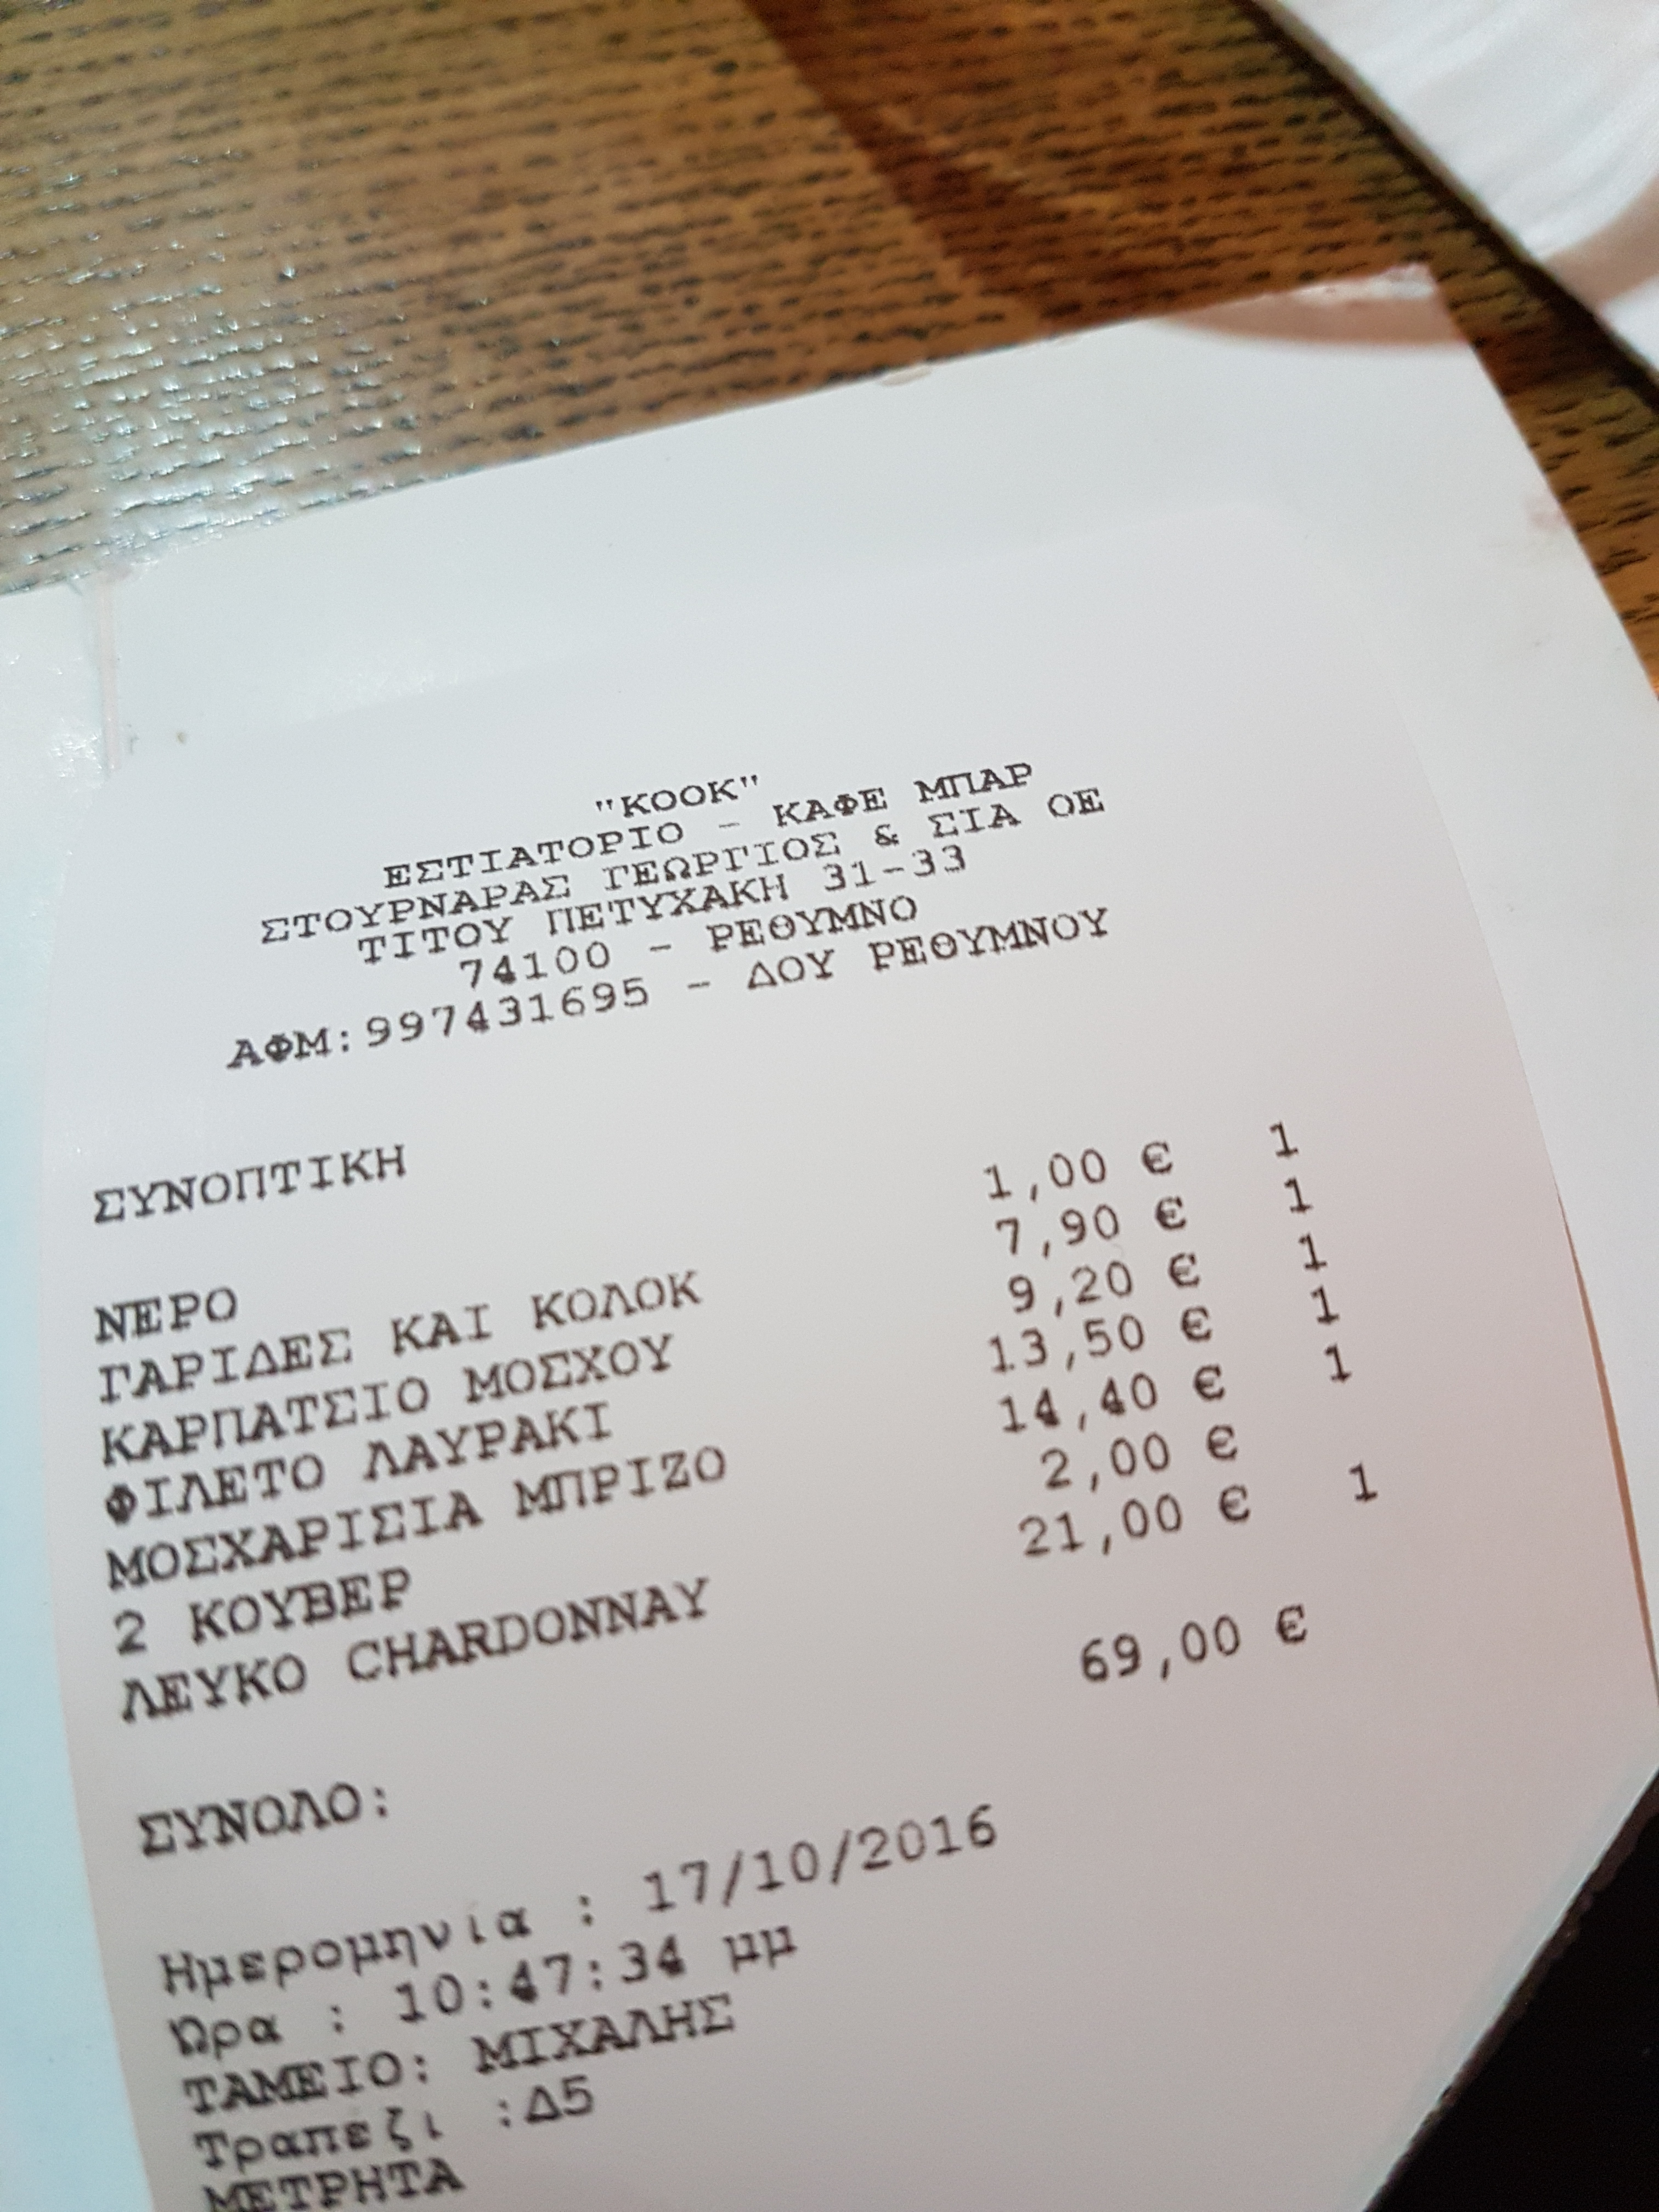 "ΚΟΟΚ"
ΕΣΤΙΑΤΟΡΙΟ - ΚΑΦΕ ΜΠΑΡ
ΣΤΟΥΡΝΑΡΑΣ ΓΕΩΡΓΙΟΣ & ΣΙΑ ΟΕ
ΤΙΤΟΥ ΠΕΤΥΧΑΚΗ 31-33
74100 - ΡΕΘΥΜΝΟ
ΑΦΜ:997431695 - ΔΟΥ ΡΕΘΥΜΝΟΥ
ΣΥΝΟΠΤΙΚΗ
ΝΕΡΟ 1,00 € 1
ΓΑΡΙΔΕΣ ΚΑΙ ΚΟΛΟΚ 7,90 € 1
ΚΑΡΠΑΤΣΙΟ ΜΟΣΧΟΥ 9,20 € 1
ΦΙΛΕΤΟ ΛΑΥΡΑΚΙ 13,50 € 1
ΜΟΣΧΑΡΙΣΙΑ ΜΠΡΙΖΟ 14,40 € 1
2 ΚΟΥΒΕΡ 2,00 €
ΛΕΥΚΟ CHARDONNAY 21,00 € 1
ΣΥΝΟΛΟ: 69,00 €
Ημερομηνία : 17/10/2016
Ώρα : 10:47:34 μμ
ΤΑΜΕΙΟ: ΜΙΧΑΛΗΣ
Τραπεζι :Δ5
ΜΕΤΡΗΤΑ